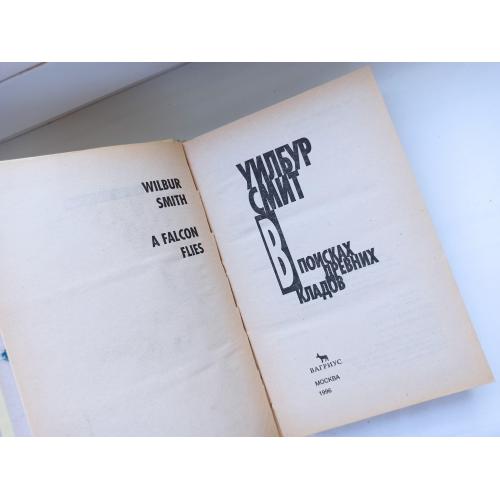 WILBUR
SMITH
A FALCON
FLIES
УИЛБУР
СМИТ
В
ПОИСКАХ
ДРЕВНИХ
КЛАДОВ
ВАГРИУС
МОСКВА
1996